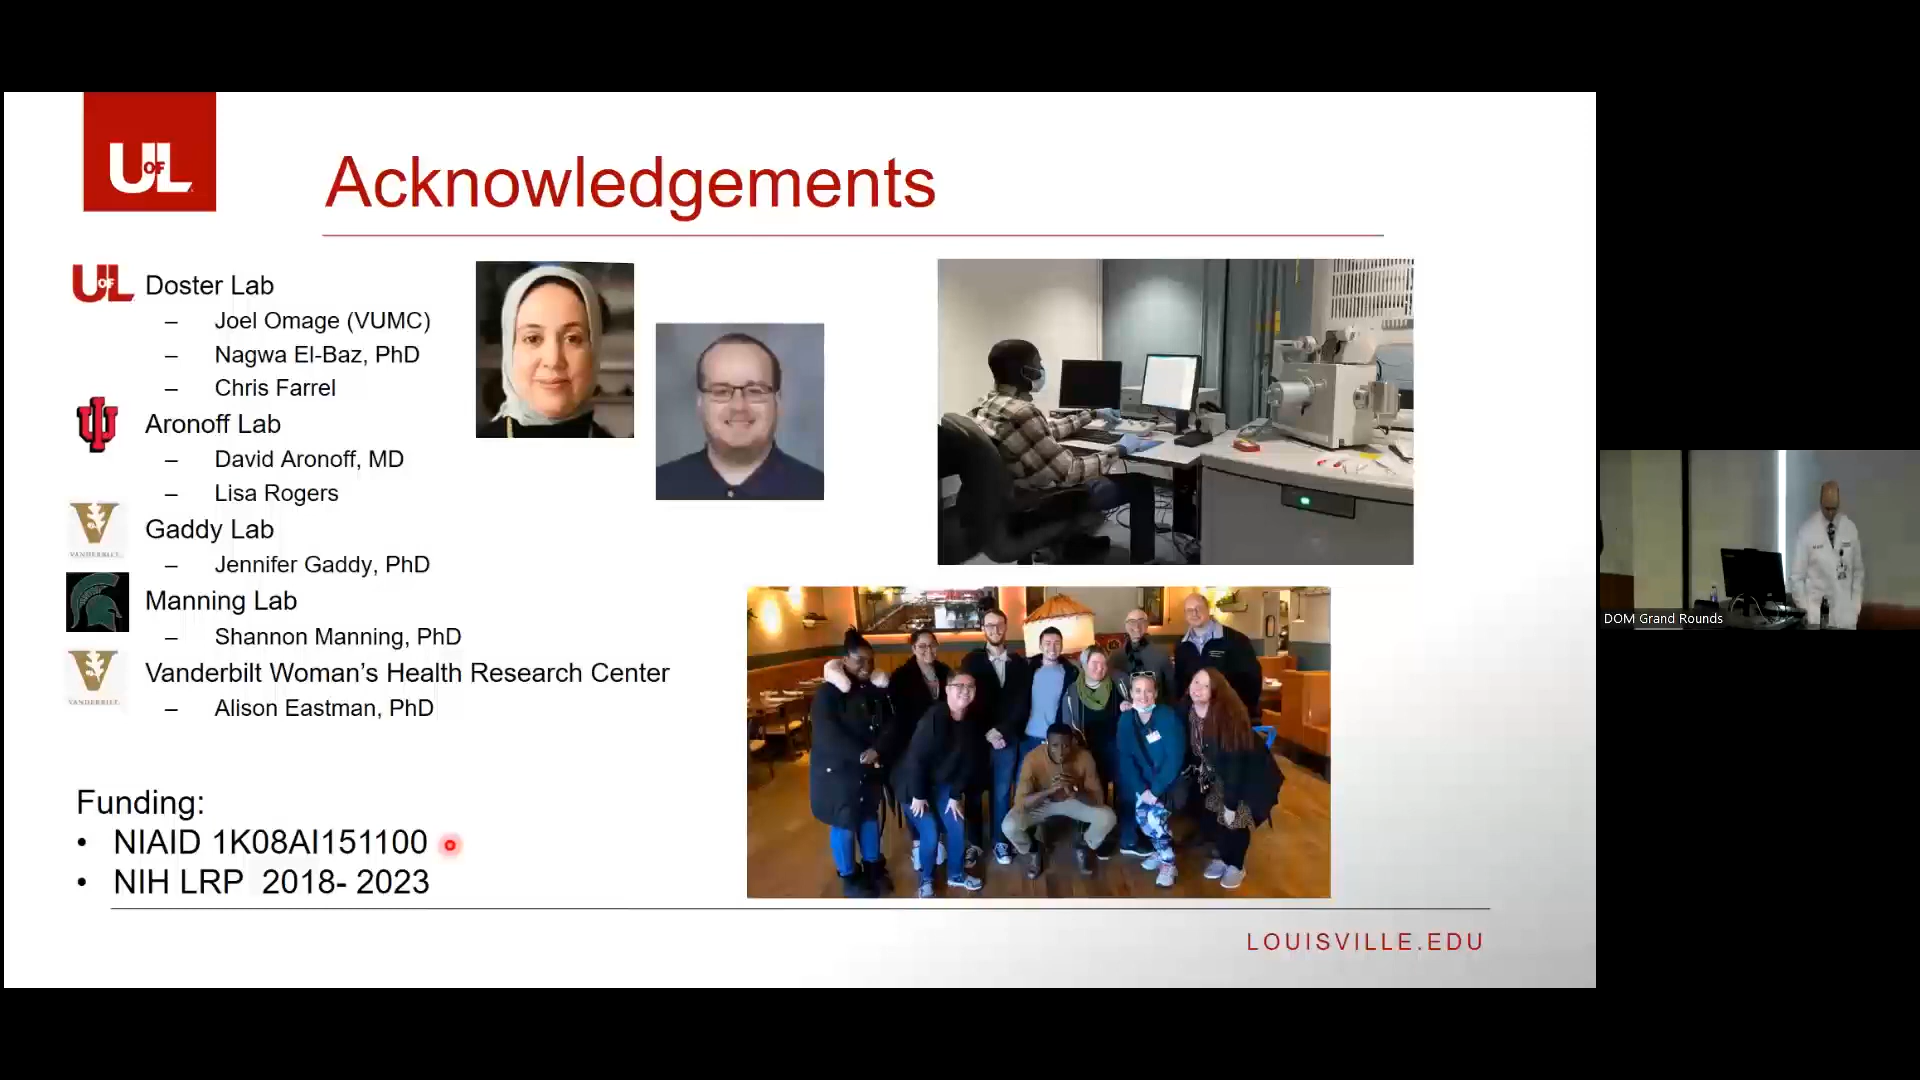 UofL
Acknowledgements
UofL
Doster Lab
– Joel Omage (VUMC)
– Nagwa El-Baz, PhD
– Chris Farrel
Aronoff Lab
– David Aronoff, MD
– Lisa Rogers
V
VANDERBILT
Gaddy Lab
– Jennifer Gaddy, PhD
Manning Lab
– Shannon Manning, PhD
V
VANDERBILT
Vanderbilt Woman’s Health Research Center
– Alison Eastman, PhD
Funding:
• NIAID 1K08AI151100
• NIH LRP 2018- 2023
LOUISVILLE.EDU
DOM Grand Rounds